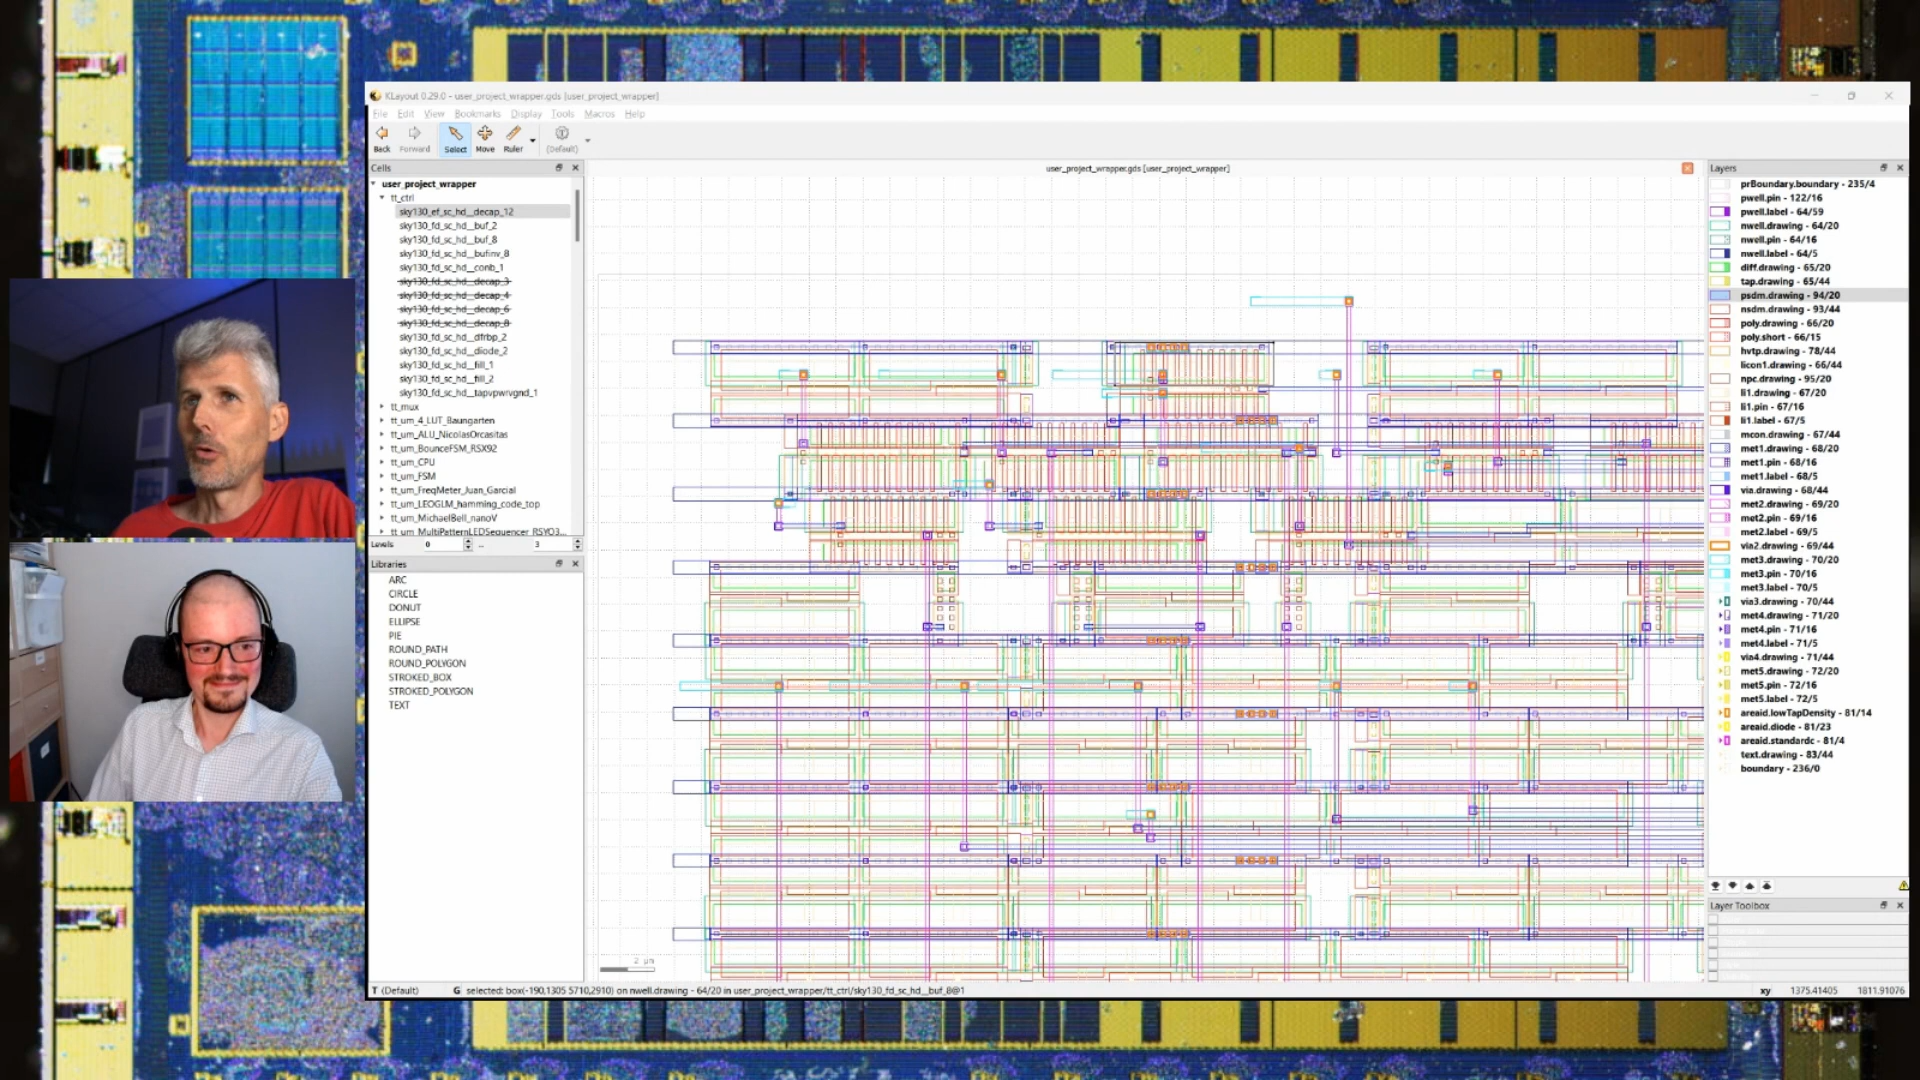 KLayout 0.29.0 - user_project_wrapper.gds [user_project_wrapper]
File Edit View Bookmarks Display Tools Macros Help
Back Forward Select Move Ruler (Default)
Cells
user_project_wrapper
tt_ctrl
sky130_ef_sc_hd__decap_12
sky130_fd_sc_hd__buf_2
sky130_fd_sc_hd__buf_8
sky130_fd_sc_hd__bufinv_8
sky130_fd_sc_hd__conb_1
sky130_fd_sc_hd__decap_3
sky130_fd_sc_hd__decap_4
sky130_fd_sc_hd__decap_6
sky130_fd_sc_hd__decap_8
sky130_fd_sc_hd__dfrbp_2
sky130_fd_sc_hd__diode_2
sky130_fd_sc_hd__fill_1
sky130_fd_sc_hd__fill_2
sky130_fd_sc_hd__tapvpwrvgnd_1
tt_mux
tt_um_4_LUT_Baungarten
tt_um_ALU_NicolasOrcasitas
tt_um_BounceFSM_RSX92
tt_um_CPU
tt_um_FSM
tt_um_FreqMeter_Juan_Garcial
tt_um_LEOGLM_hamming_code_top
tt_um_MichaelBell_nanoV
tt_um_MultiPatternLEDSequencer_RSYO3...
Levels 0 .. 3
Libraries
ARC
CIRCLE
DONUT
ELLIPSE
PIE
ROUND_PATH
ROUND_POLYGON
STROKED_BOX
STROKED_POLYGON
TEXT
user_project_wrapper.gds [user_project_wrapper]
2 µm
Layers
prBoundary.boundary - 235/4
pwell.pin - 122/16
pwell.label - 64/59
nwell.drawing - 64/20
nwell.pin - 64/16
nwell.label - 64/5
diff.drawing - 65/20
tap.drawing - 65/44
psdm.drawing - 94/20
nsdm.drawing - 93/44
poly.drawing - 66/20
poly.short - 66/15
hvtp.drawing - 78/44
licon1.drawing - 66/44
npc.drawing - 95/20
li1.drawing - 67/20
li1.pin - 67/16
li1.label - 67/5
mcon.drawing - 67/44
met1.drawing - 68/20
met1.pin - 68/16
met1.label - 68/5
via.drawing - 68/44
met2.drawing - 69/20
met2.pin - 69/16
met2.label - 69/5
via2.drawing - 69/44
met3.drawing - 70/20
met3.pin - 70/16
met3.label - 70/5
via3.drawing - 70/44
met4.drawing - 71/20
met4.pin - 71/16
met4.label - 71/5
via4.drawing - 71/44
met5.drawing - 72/20
met5.pin - 72/16
met5.label - 72/5
areaid.lowTapDensity - 81/14
areaid.diode - 81/23
areaid.standardc - 81/4
text.drawing - 83/44
boundary - 236/0
Layer Toolbox
T (Default) G selected: box(-190,1305 5710,2910) on nwell.drawing - 64/20 in user_project_wrapper/tt_ctrl/sky130_fd_sc_hd__buf_8@1 xy 1375.41405 1811.91076